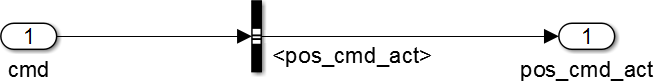 1
cmd
<pos_cmd_act>
1
pos_cmd_act